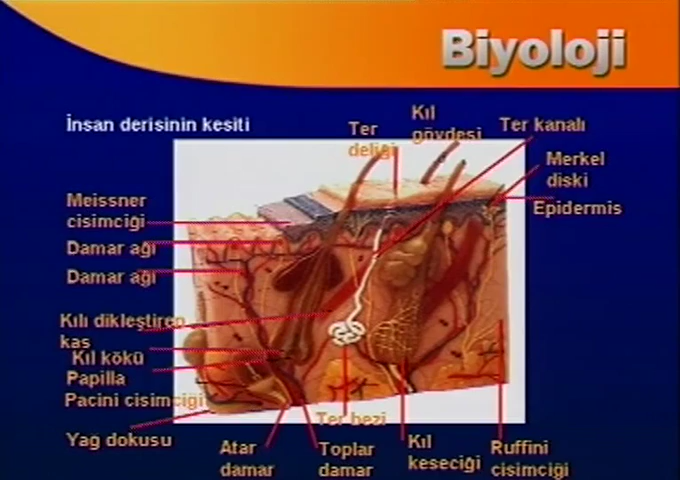 Biyoloji
İnsan derisinin kesiti
Ter
deliği
Kıl
gövdesi
Ter kanalı
Merkel
diski
Epidermis
Meissner
cisimciği
Damar ağı
Damar ağı
Kılı dikleştiren
kas
Kıl kökü
Papilla
Pacini cisimciği
Yağ dokusu
Ter bezi
Atar
damar
Toplar
damar
Kıl
keseciği
Ruffini
cisimciği